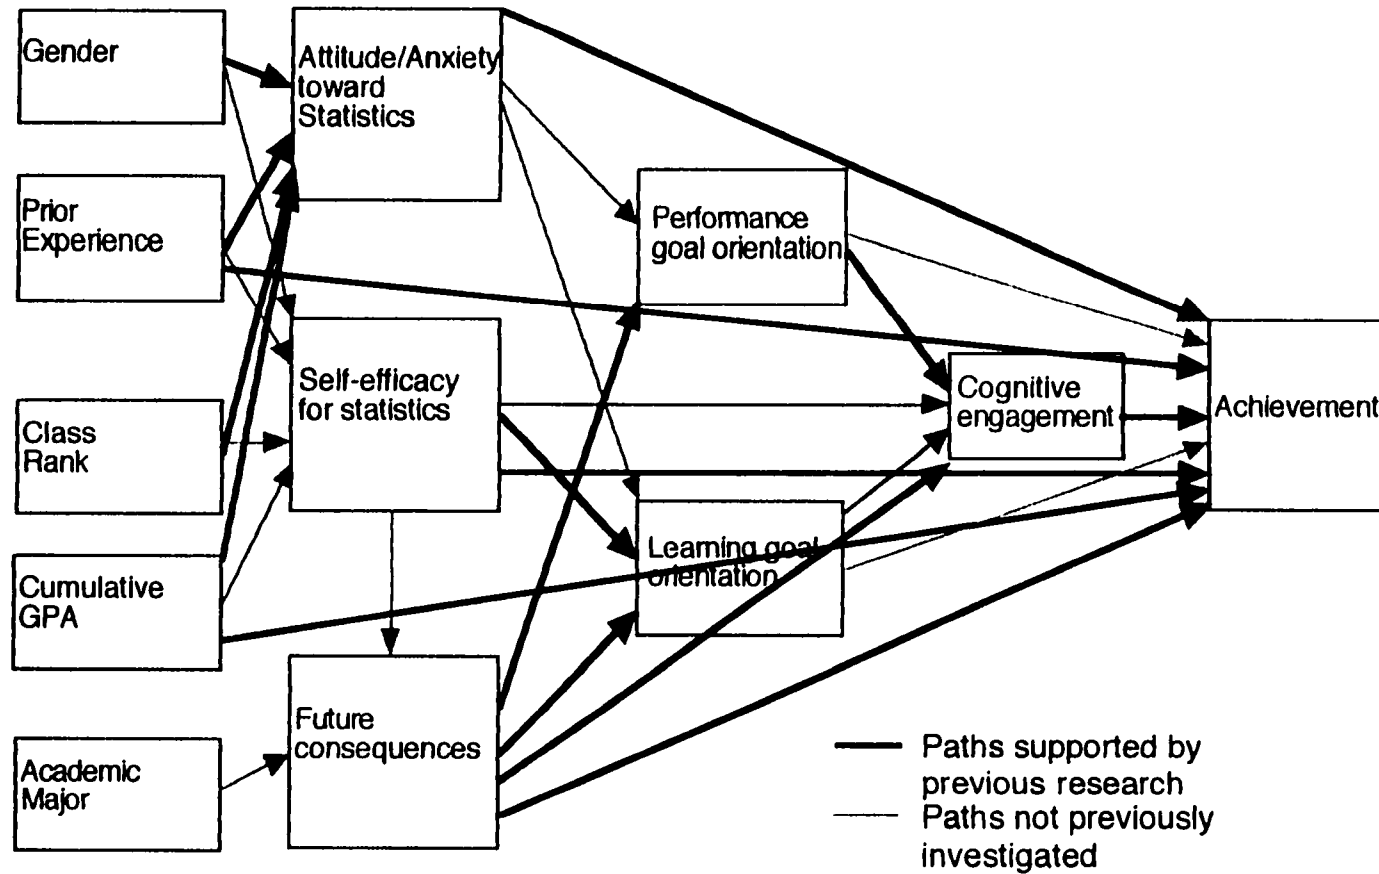 Gender
Attitude/Anxiety
toward
Statistics
Prior
Experience
Performance
goal orientation
Self-efficacy
for statistics
Cognitive
engagement
Achievement
Class
Rank
Learning goal
orientation
Cumulative
GPA
Future
consequences
Academic
Major
Paths supported by
previous research
Paths not previously
investigated